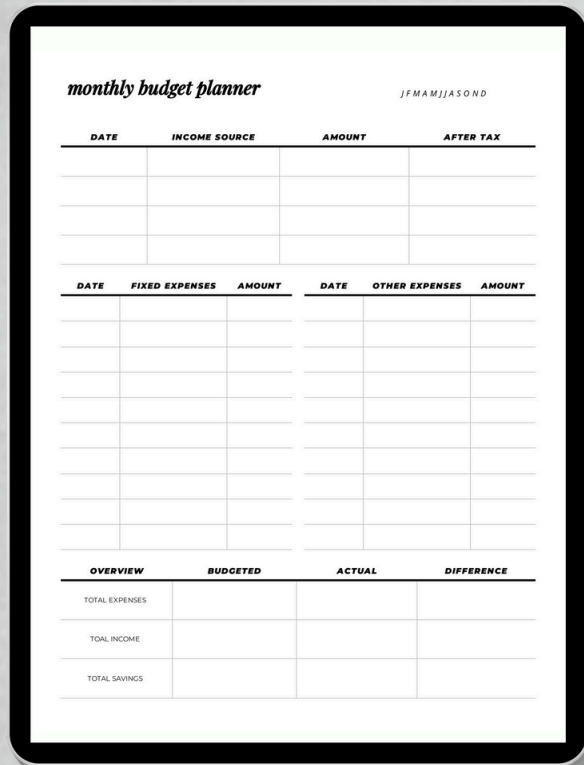 monthly budget planner
JFMAMJJASOND
DATE INCOME SOURCE AMOUNT AFTER TAX
DATE FIXED EXPENSES AMOUNT DATE OTHER EXPENSES AMOUNT
OVERVIEW BUDGETED ACTUAL DIFFERENCE
TOTAL EXPENSES
TOAL INCOME
TOTAL SAVINGS